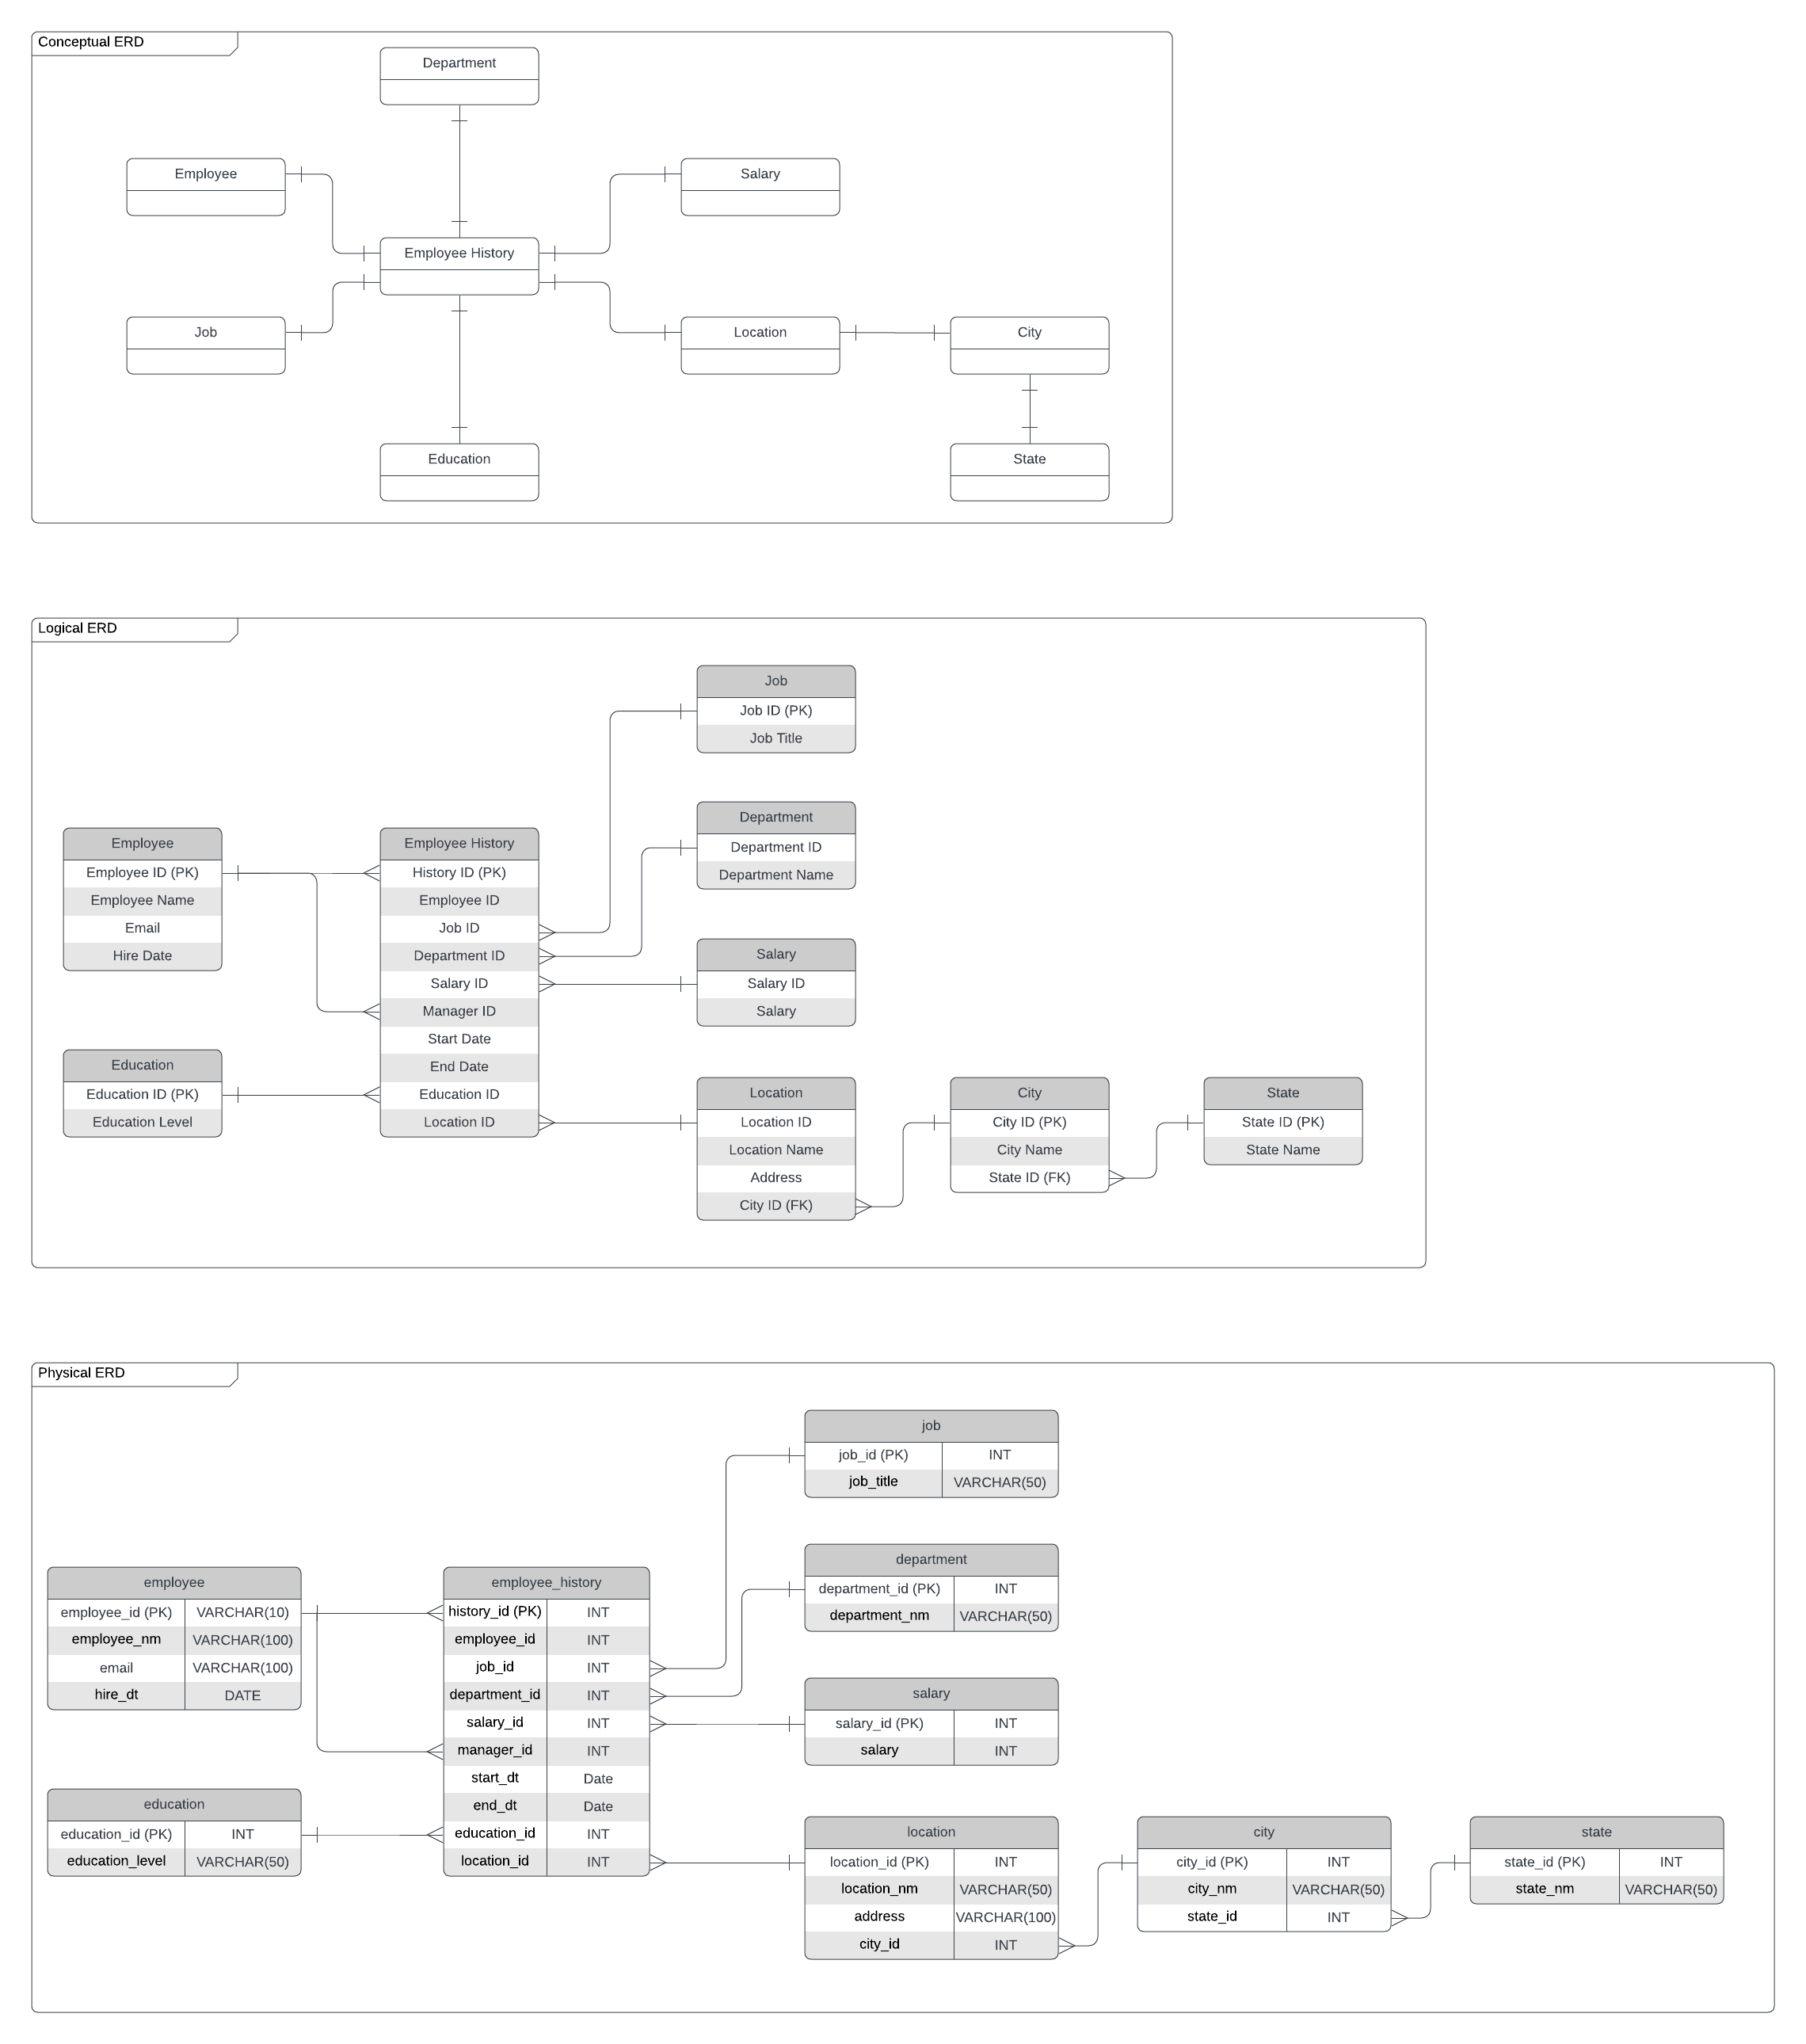 Conceptual ERD
Department
Employee
Salary
Employee History
Job
Location
City
Education
State
Logical ERD
Job
Job ID (PK)
Job Title
Department
Department ID
Department Name
Employee
Employee ID (PK)
Employee Name
Email
Hire Date
Employee History
History ID (PK)
Employee ID
Job ID
Department ID
Salary ID
Manager ID
Start Date
End Date
Education ID
Location ID
Salary
Salary ID
Salary
Education
Education ID (PK)
Education Level
Location
Location ID
Location Name
Address
City ID (FK)
City
City ID (PK)
City Name
State ID (FK)
State
State ID (PK)
State Name
Physical ERD
job
job_id (PK) INT
job_title VARCHAR(50)
department
department_id (PK) INT
department_nm VARCHAR(50)
employee
employee_id (PK) VARCHAR(10)
employee_nm VARCHAR(100)
email VARCHAR(100)
hire_dt DATE
employee_history
history_id (PK) INT
employee_id INT
job_id INT
department_id INT
salary_id INT
manager_id INT
start_dt Date
end_dt Date
education_id INT
location_id INT
salary
salary_id (PK) INT
salary INT
education
education_id (PK) INT
education_level VARCHAR(50)
location
location_id (PK) INT
location_nm VARCHAR(50)
address VARCHAR(100)
city_id INT
city
city_id (PK) INT
city_nm VARCHAR(50)
state_id INT
state
state_id (PK) INT
state_nm VARCHAR(50)